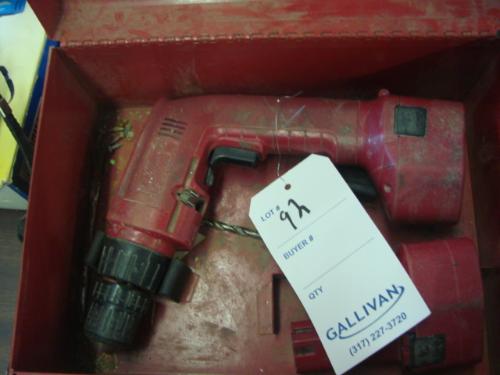 LOT # 92
BUYER #
QTY
GALLIVAN
(317) 227-3720